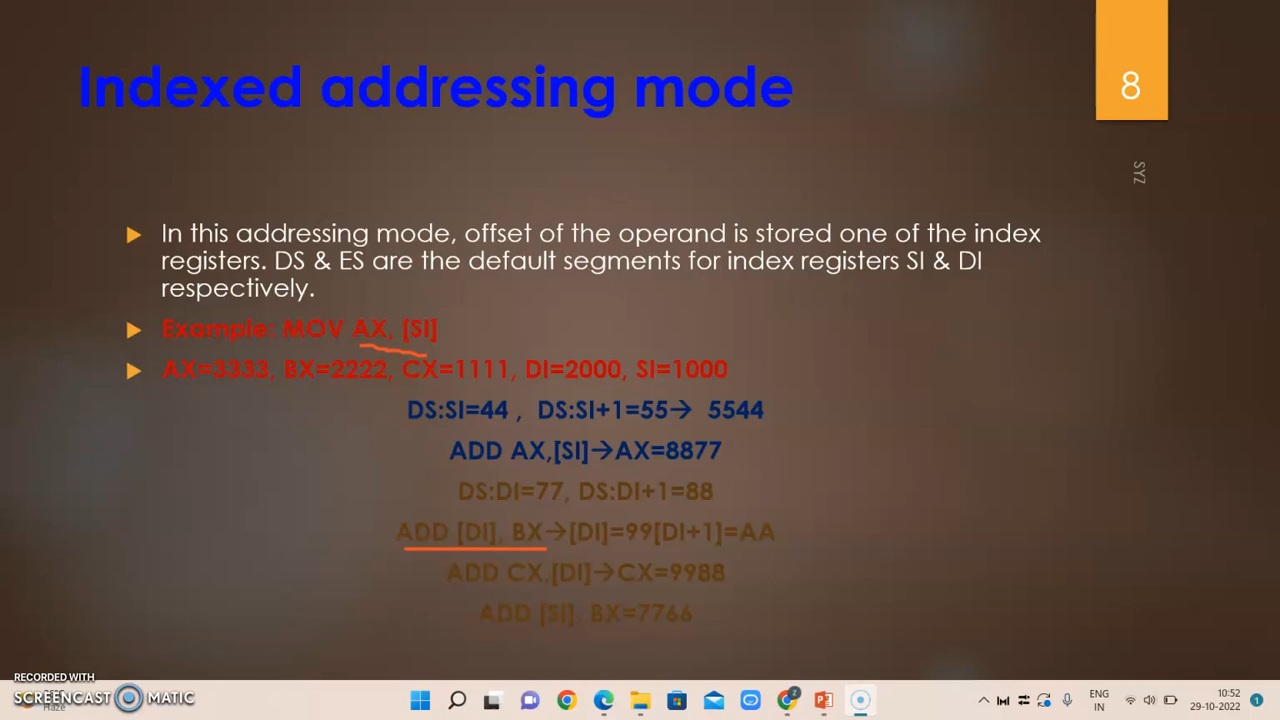 Indexed addressing mode
8
SYZ
In this addressing mode, offset of the operand is stored one of the index
registers. DS & ES are the default segments for index registers SI & DI
respectively.
Example: MOV AX, [SI]
AX=3333, BX=2222, CX=1111, DI=2000, SI=1000
DS:SI=44 , DS:SI+1=55→ 5544
ADD AX,[SI]→AX=8877
DS:DI=77, DS:DI+1=88
ADD [DI], BX→[DI]=99[DI+1]=AA
ADD CX,[DI]→CX=9988
ADD [SI], BX=7766
RECORDED WITH
SCREENCAST MATIC
Haze
ENG
IN
10:52
29-10-2022
1